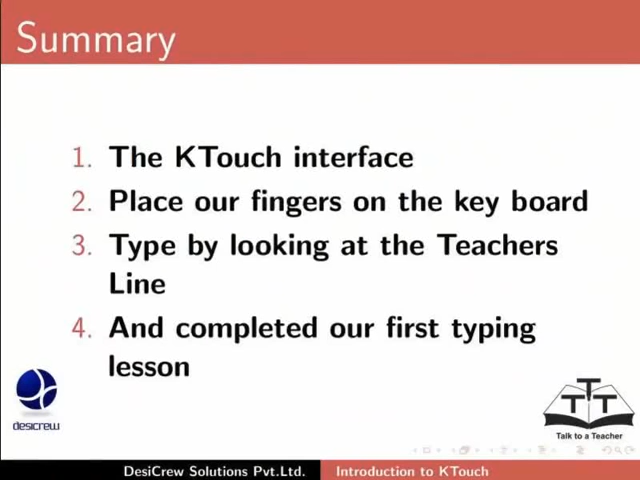 Summary
1. The KTouch interface
2. Place our fingers on the key board
3. Type by looking at the Teachers
Line
4. And completed our first typing
lesson
desicrew
TTT
Talk to a Teacher
DesiCrew Solutions Pvt.Ltd. Introduction to KTouch